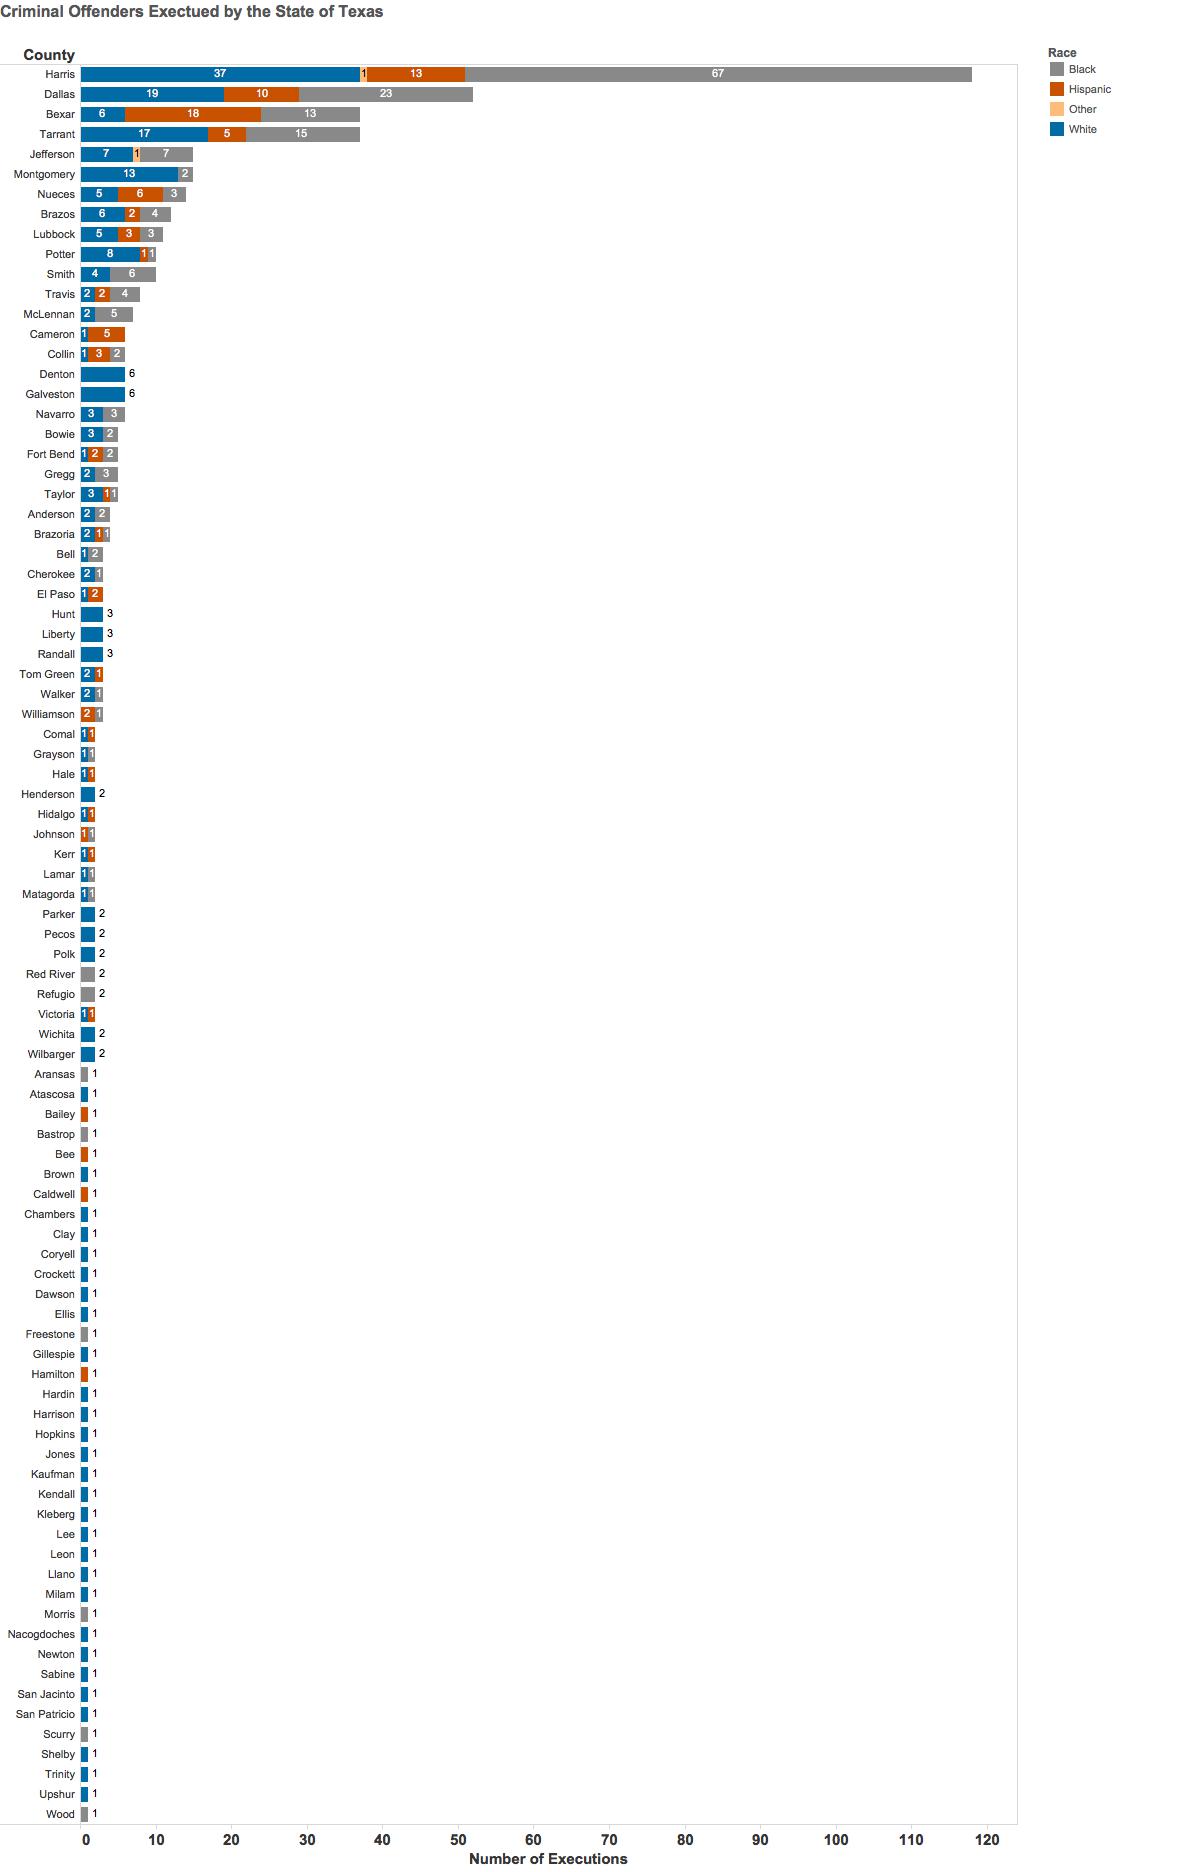 Criminal Offenders Exectued by the State of Texas
County
Race
Black
Hispanic
Other
White
Harris 37 1 13 67
Dallas 19 10 23
Bexar 6 18 13
Tarrant 17 5 15
Jefferson 7 1 7
Montgomery 13 2
Nueces 5 6 3
Brazos 6 2 4
Lubbock 5 3 3
Potter 8 1 1
Smith 4 6
Travis 2 2 4
McLennan 2 5
Cameron 1 5
Collin 1 3 2
Denton 6
Galveston 6
Navarro 3 3
Bowie 3 2
Fort Bend 1 2 2
Gregg 2 3
Taylor 3 1 1
Anderson 2 2
Brazoria 2 1 1
Bell 1 2
Cherokee 2 1
El Paso 1 2
Hunt 3
Liberty 3
Randall 3
Tom Green 2 1
Walker 2 1
Williamson 2 1
Comal 1 1
Grayson 1 1
Hale 1 1
Henderson 2
Hidalgo 1 1
Johnson 1 1
Kerr 1 1
Lamar 1 1
Matagorda 1 1
Parker 2
Pecos 2
Polk 2
Red River 2
Refugio 2
Victoria 1 1
Wichita 2
Wilbarger 2
Aransas 1
Atascosa 1
Bailey 1
Bastrop 1
Bee 1
Brown 1
Caldwell 1
Chambers 1
Clay 1
Coryell 1
Crockett 1
Dawson 1
Ellis 1
Freestone 1
Gillespie 1
Hamilton 1
Hardin 1
Harrison 1
Hopkins 1
Jones 1
Kaufman 1
Kendall 1
Kleberg 1
Lee 1
Leon 1
Llano 1
Milam 1
Morris 1
Nacogdoches 1
Newton 1
Sabine 1
San Jacinto 1
San Patricio 1
Scurry 1
Shelby 1
Trinity 1
Upshur 1
Wood 1
0 10 20 30 40 50 60 70 80 90 100 110 120
Number of Executions